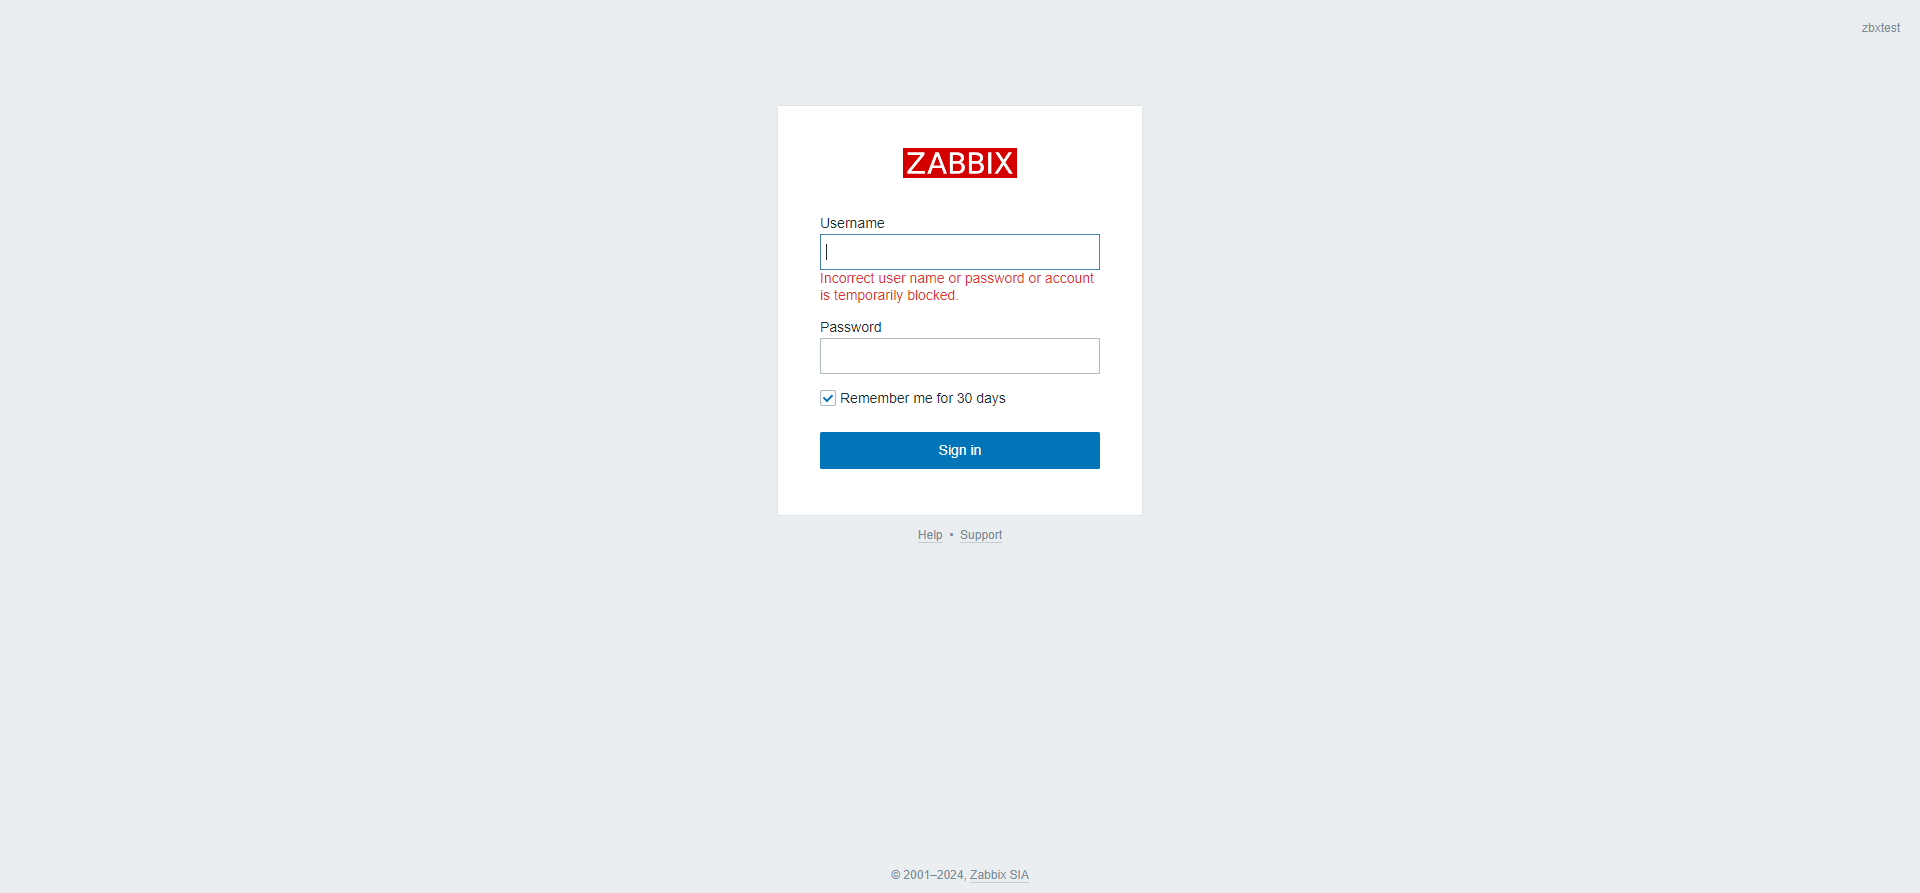 zbxtest
ZABBIX
Username
Incorrect user name or password or account
is temporarily blocked.
Password
Remember me for 30 days
Sign in
Help • Support
© 2001–2024, Zabbix SIA